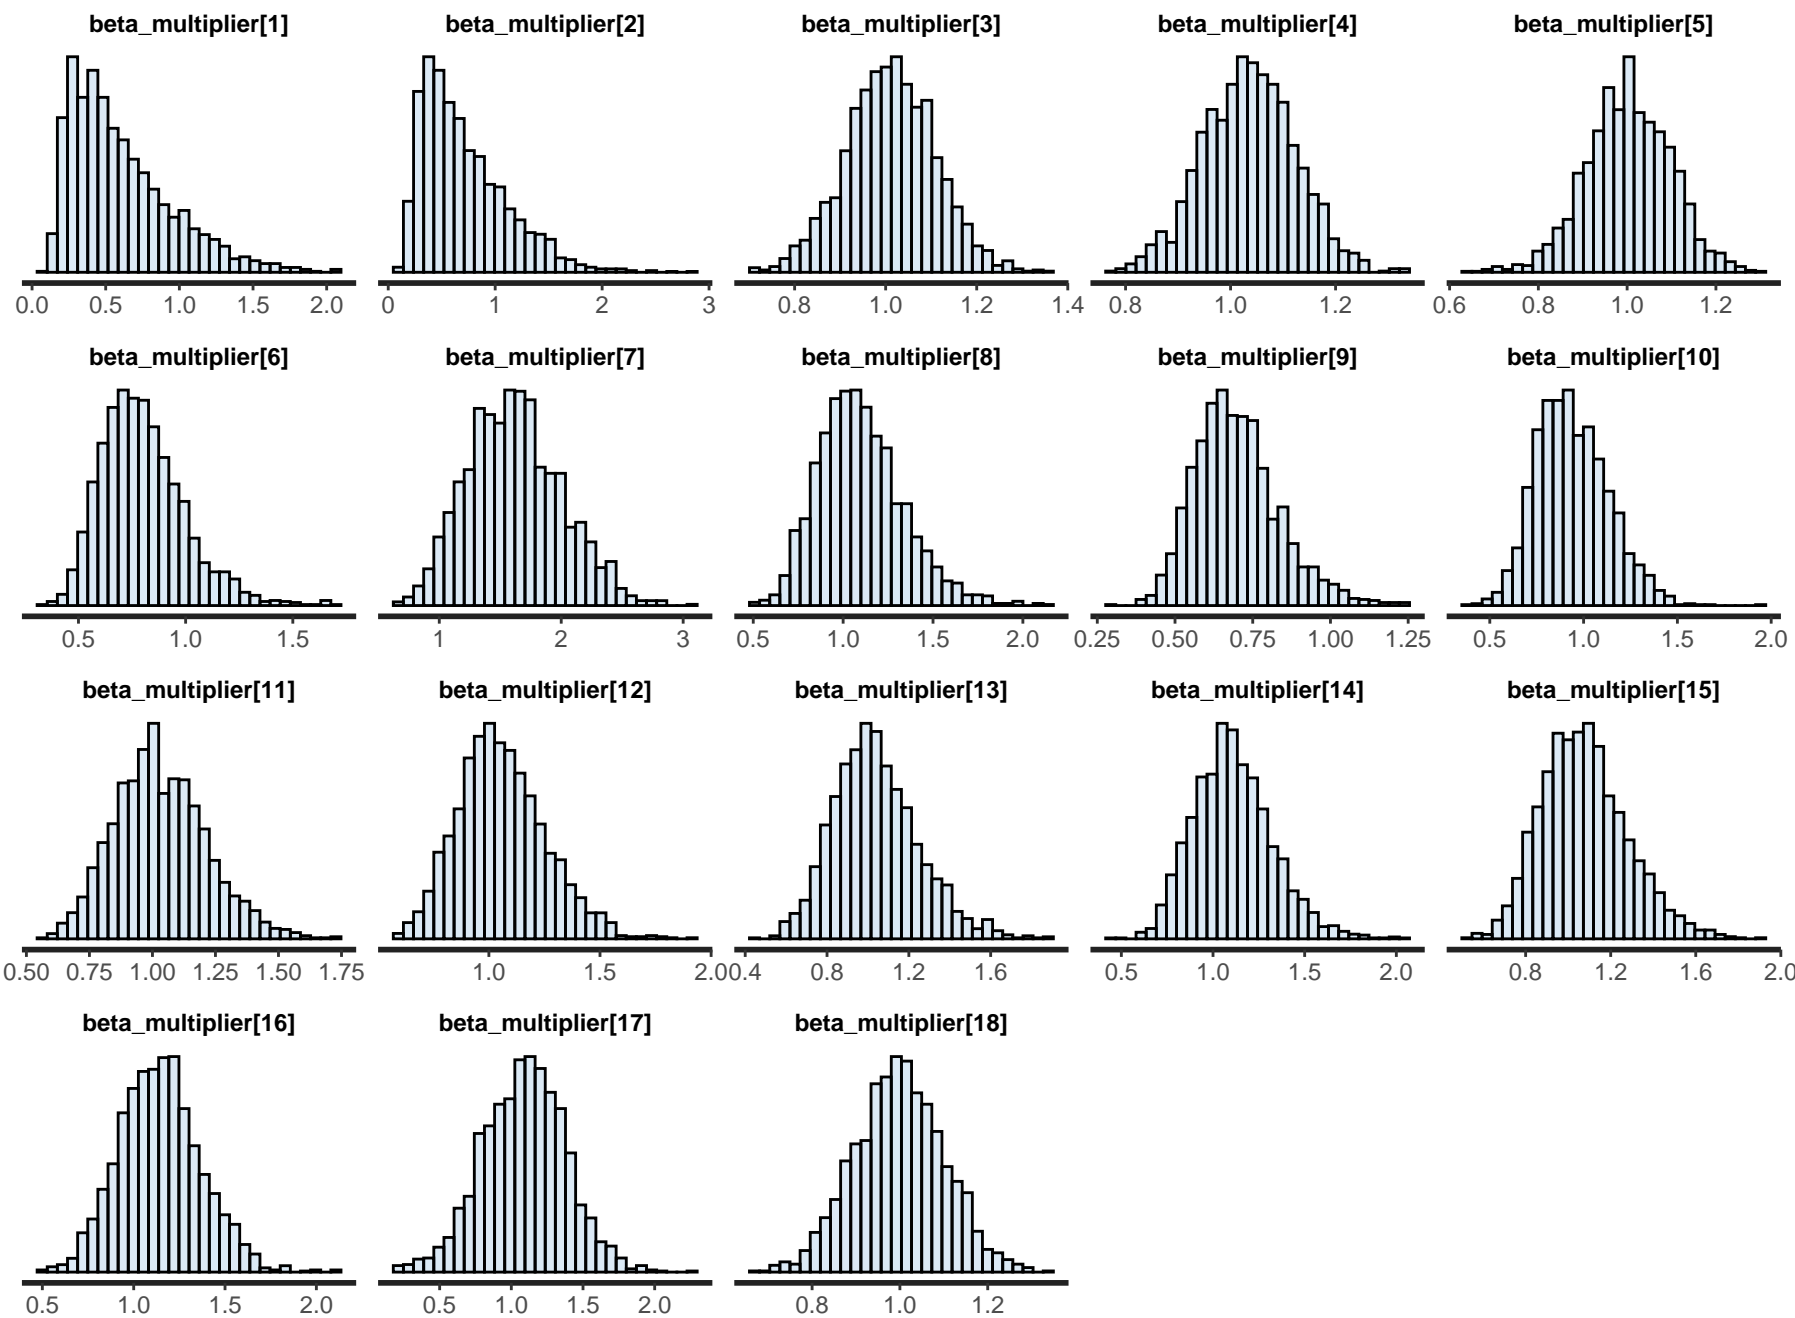 beta_multiplier[1] beta_multiplier[2] beta_multiplier[3] beta_multiplier[4] beta_multiplier[5]
0.0 0.5 1.0 1.5 2.0 0 1 2 3 0.8 1.0 1.2 1.4 0.8 1.0 1.2 0.6 0.8 1.0 1.2
beta_multiplier[6] beta_multiplier[7] beta_multiplier[8] beta_multiplier[9] beta_multiplier[10]
0.5 1.0 1.5 1 2 3 0.5 1.0 1.5 2.0 0.25 0.50 0.75 1.00 1.25 0.5 1.0 1.5 2.0
beta_multiplier[11] beta_multiplier[12] beta_multiplier[13] beta_multiplier[14] beta_multiplier[15]
0.50 0.75 1.00 1.25 1.50 1.75 1.0 1.5 2.0 0.4 0.8 1.2 1.6 0.5 1.0 1.5 2.0 0.8 1.2 1.6 2.0
beta_multiplier[16] beta_multiplier[17] beta_multiplier[18]
0.5 1.0 1.5 2.0 0.5 1.0 1.5 2.0 0.8 1.0 1.2